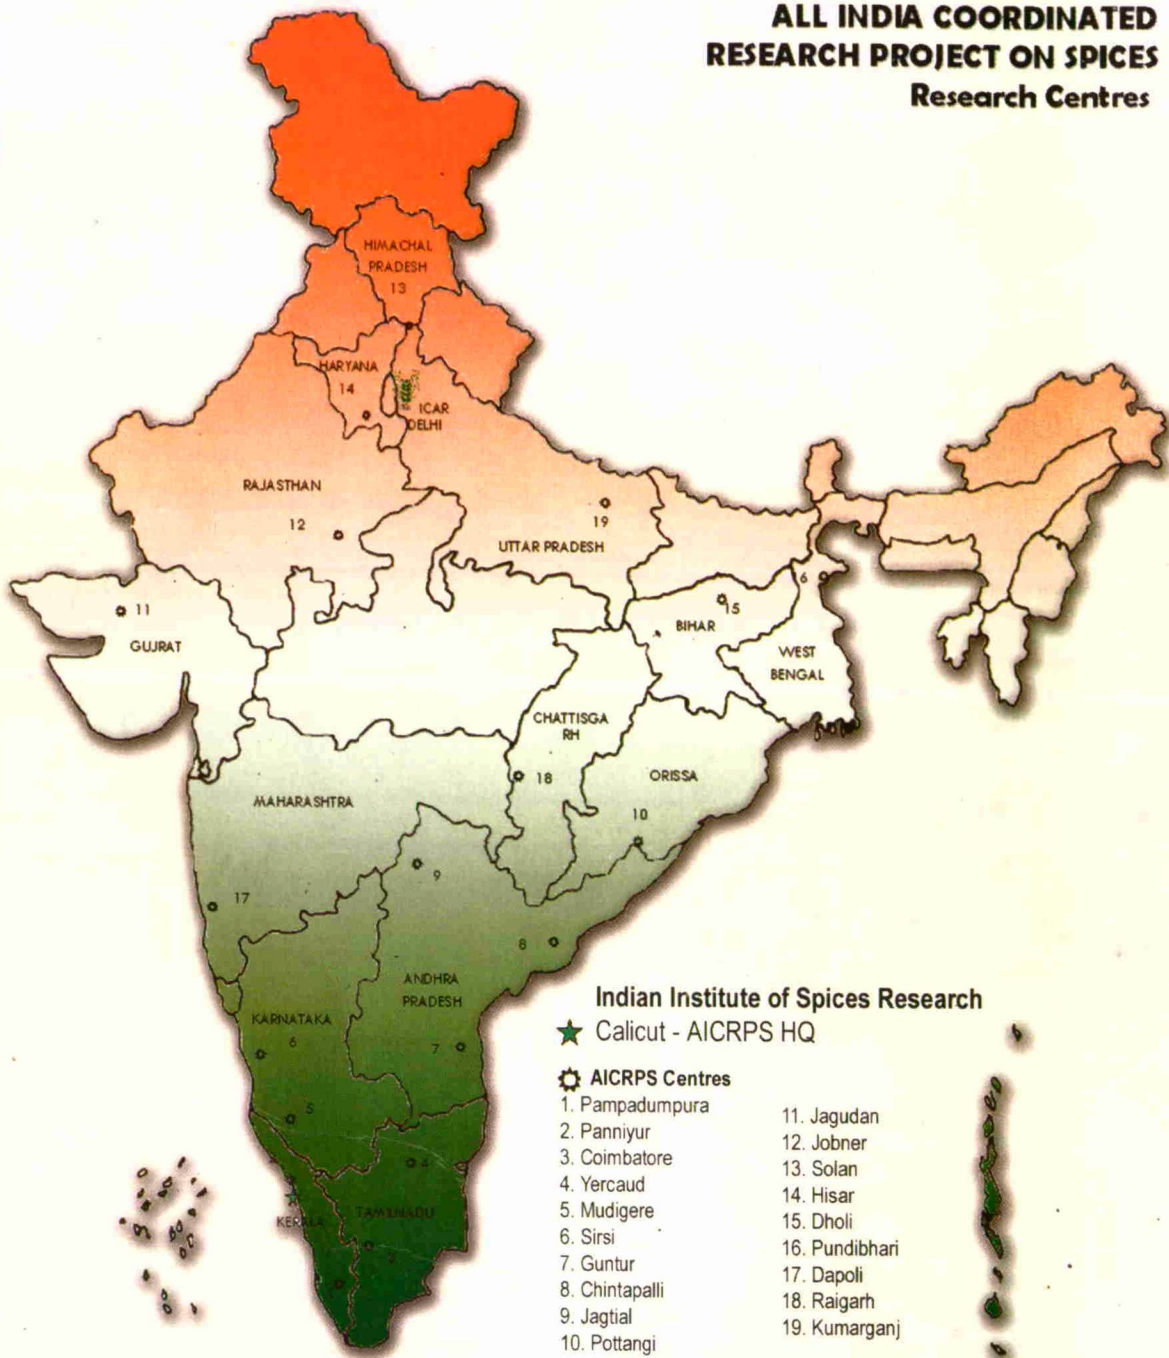 ALL INDIA COORDINATED
RESEARCH PROJECT ON SPICES
Research Centres
HIMACHAL
PRADESH
13
HARYANA
14
ICAR
DELHI
RAJASTHAN
12
19
UTTAR PRADESH
6
11
15
GUJRAT
BIHAR
WEST
BENGAL
CHATTISGA
RH
18
ORISSA
MAHARASHTRA
10
9
17
8
ANDHRA
PRADESH
KARNATAKA
6
7
5
4
KERALA
TAMILNADU
3
Indian Institute of Spices Research
Calicut - AICRPS HQ
AICRPS Centres
1. Pampadumpura
2. Panniyur
3. Coimbatore
4. Yercaud
5. Mudigere
6. Sirsi
7. Guntur
8. Chintapalli
9. Jagtial
10. Pottangi
11. Jagudan
12. Jobner
13. Solan
14. Hisar
15. Dholi
16. Pundibhari
17. Dapoli
18. Raigarh
19. Kumarganj